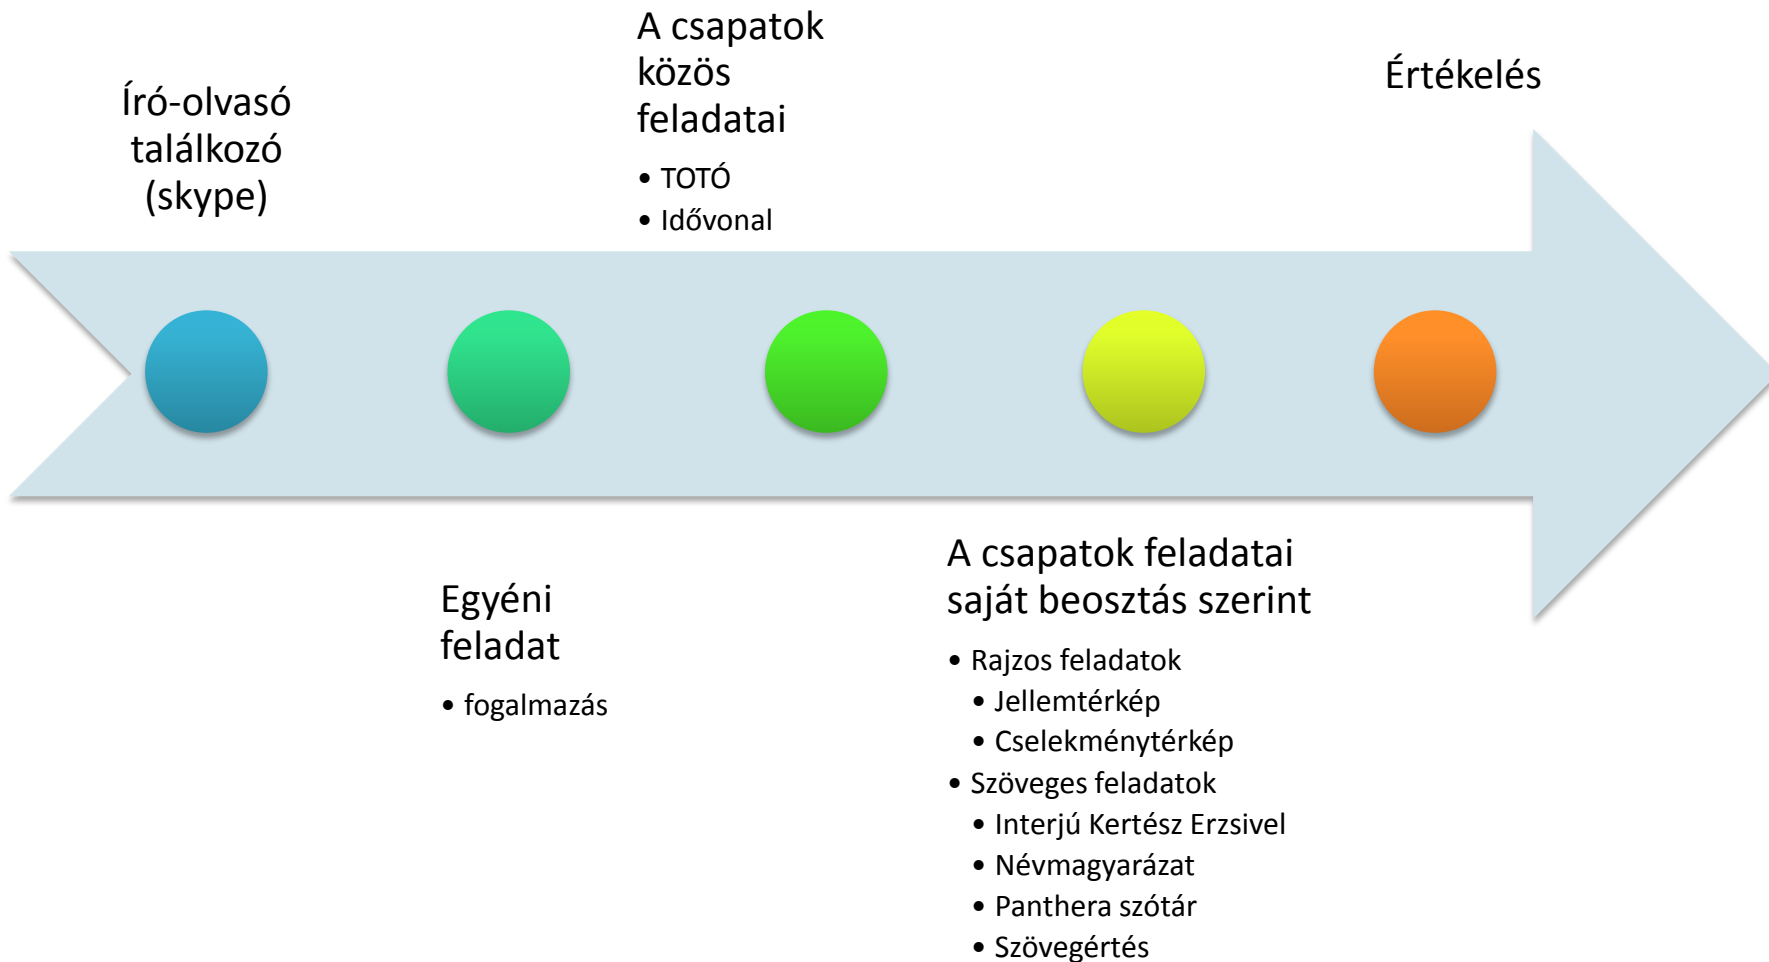 Író-olvasó
találkozó
(skype)
Egyéni
feladat
• fogalmazás
A csapatok
közös
feladatai
• TOTÓ
• Idővonal
A csapatok feladatai
saját beosztás szerint
• Rajzos feladatok
• Jellemtérkép
• Cselekménytérkép
• Szöveges feladatok
• Interjú Kertész Erzsivel
• Névmagyarázat
• Panthera szótár
• Szövegértés
Értékelés